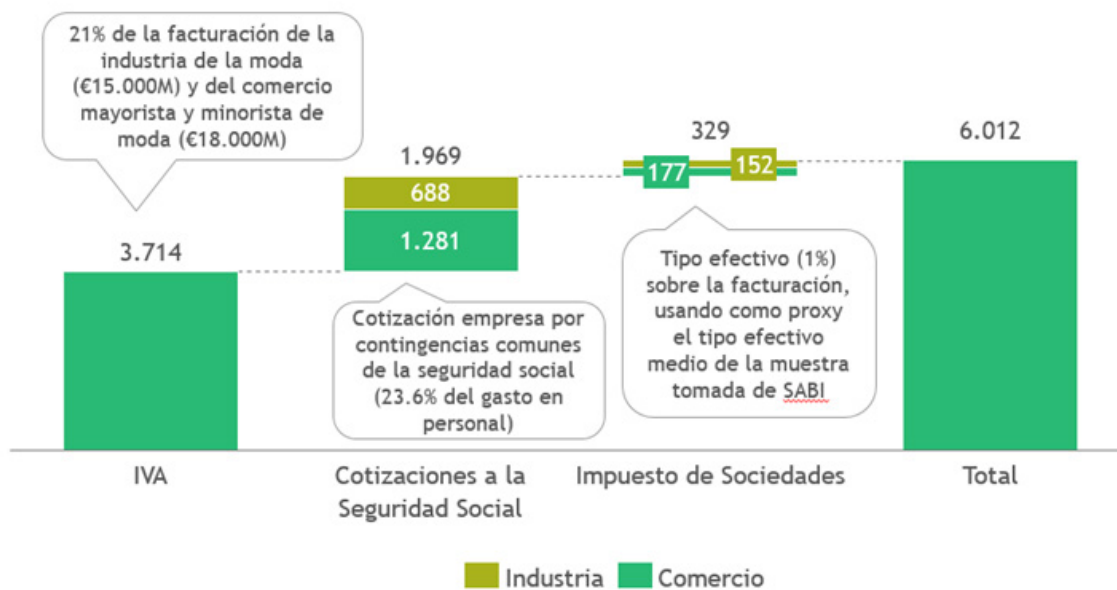 21% de la facturación de la
industria de la moda
(€15.000M) y del comercio
mayorista y minorista de
moda (€18.000M)
3.714
1.969
688
1.281
Cotización empresa por
contingencias comunes
de la seguridad social
(23.6% del gasto en
personal)
329
177
152
Tipo efectivo (1%)
sobre la facturación,
usando como proxy
el tipo efectivo
medio de la muestra
tomada de SABI
6.012
IVA
Cotizaciones a la
Seguridad Social
Impuesto de Sociedades
Total
Industria
Comercio